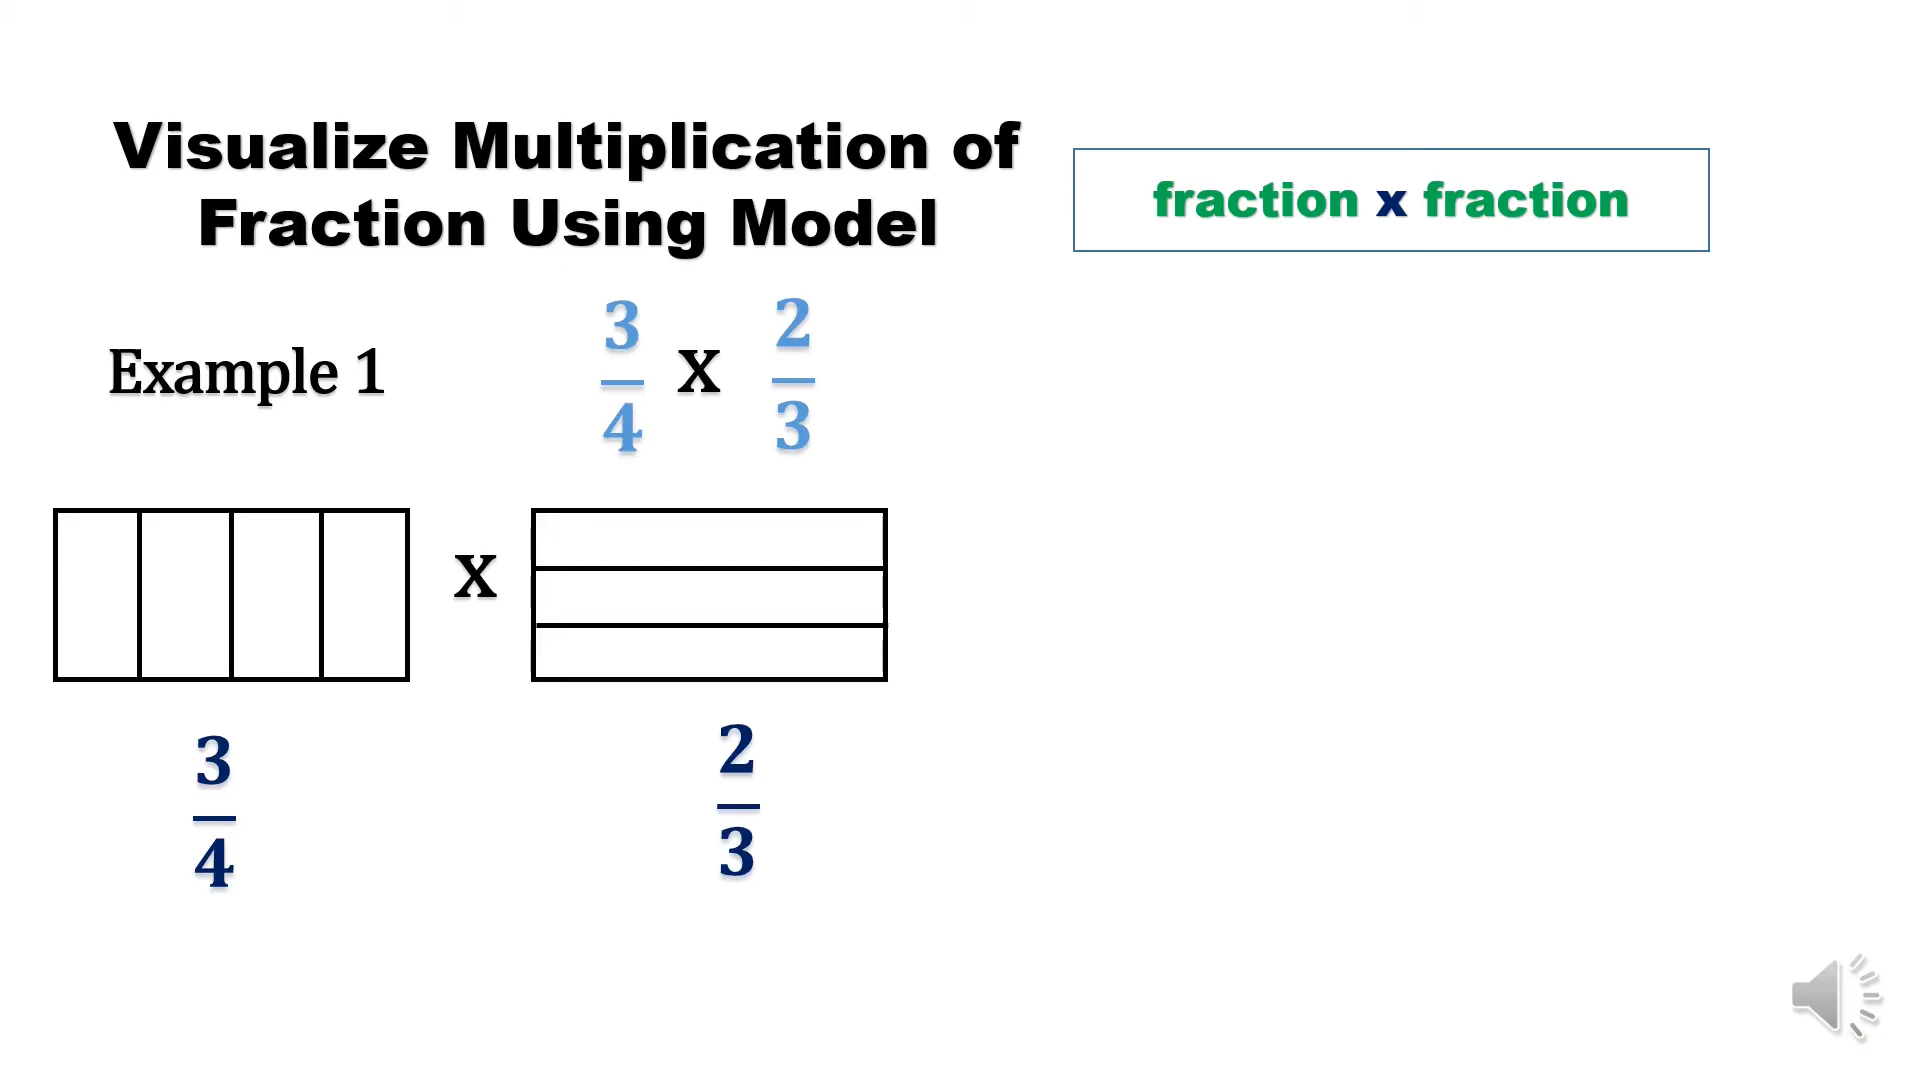 Visualize Multiplication of
Fraction Using Model
fraction x fraction
Example 1
3/4 x 2/3
x
3/4
2/3